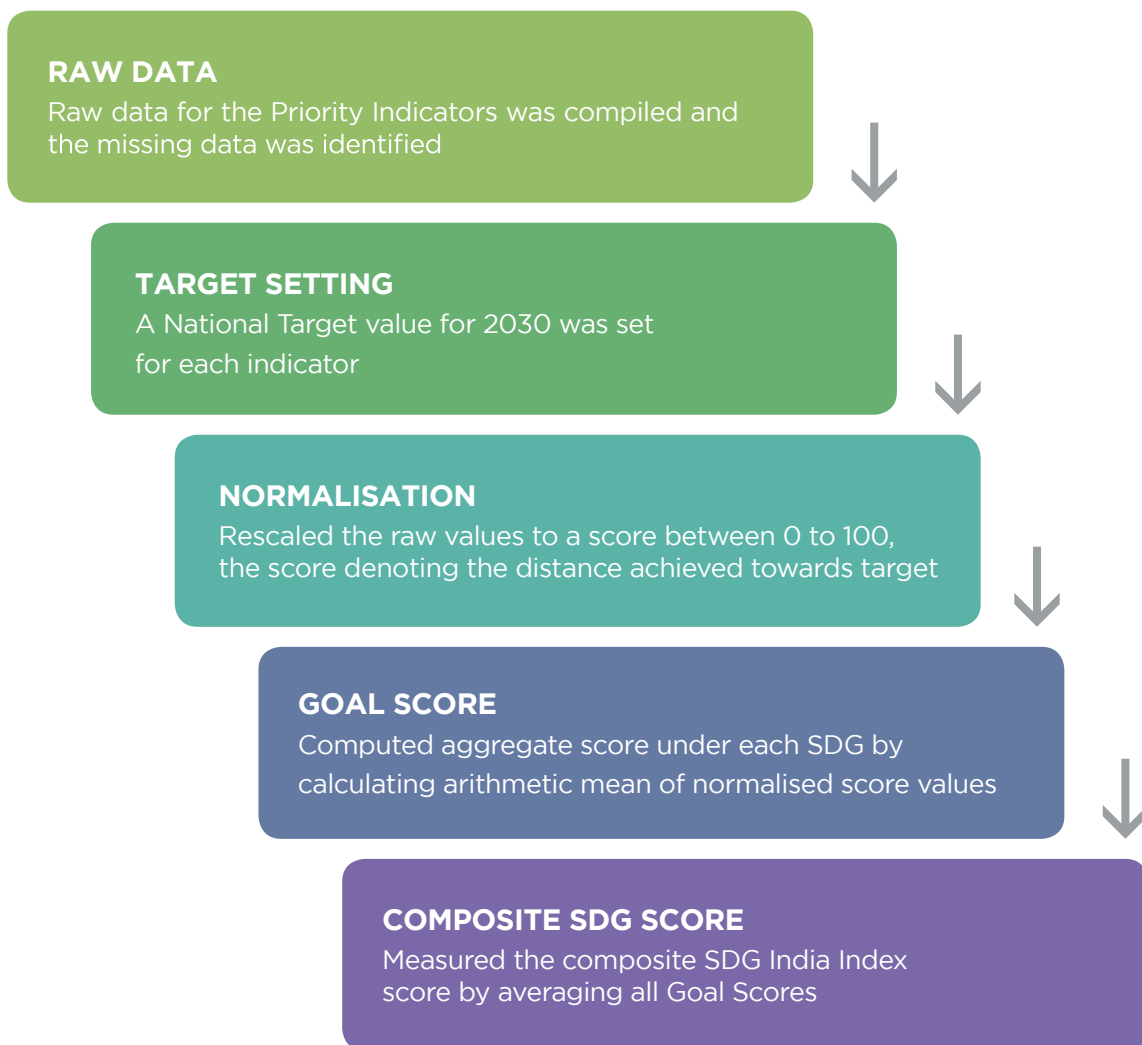 RAW DATA
Raw data for the Priority Indicators was compiled and
the missing data was identified
TARGET SETTING
A National Target value for 2030 was set
for each indicator
NORMALISATION
Rescaled the raw values to a score between 0 to 100,
the score denoting the distance achieved towards target
GOAL SCORE
Computed aggregate score under each SDG by
calculating arithmetic mean of normalised score values
COMPOSITE SDG SCORE
Measured the composite SDG India Index
score by averaging all Goal Scores